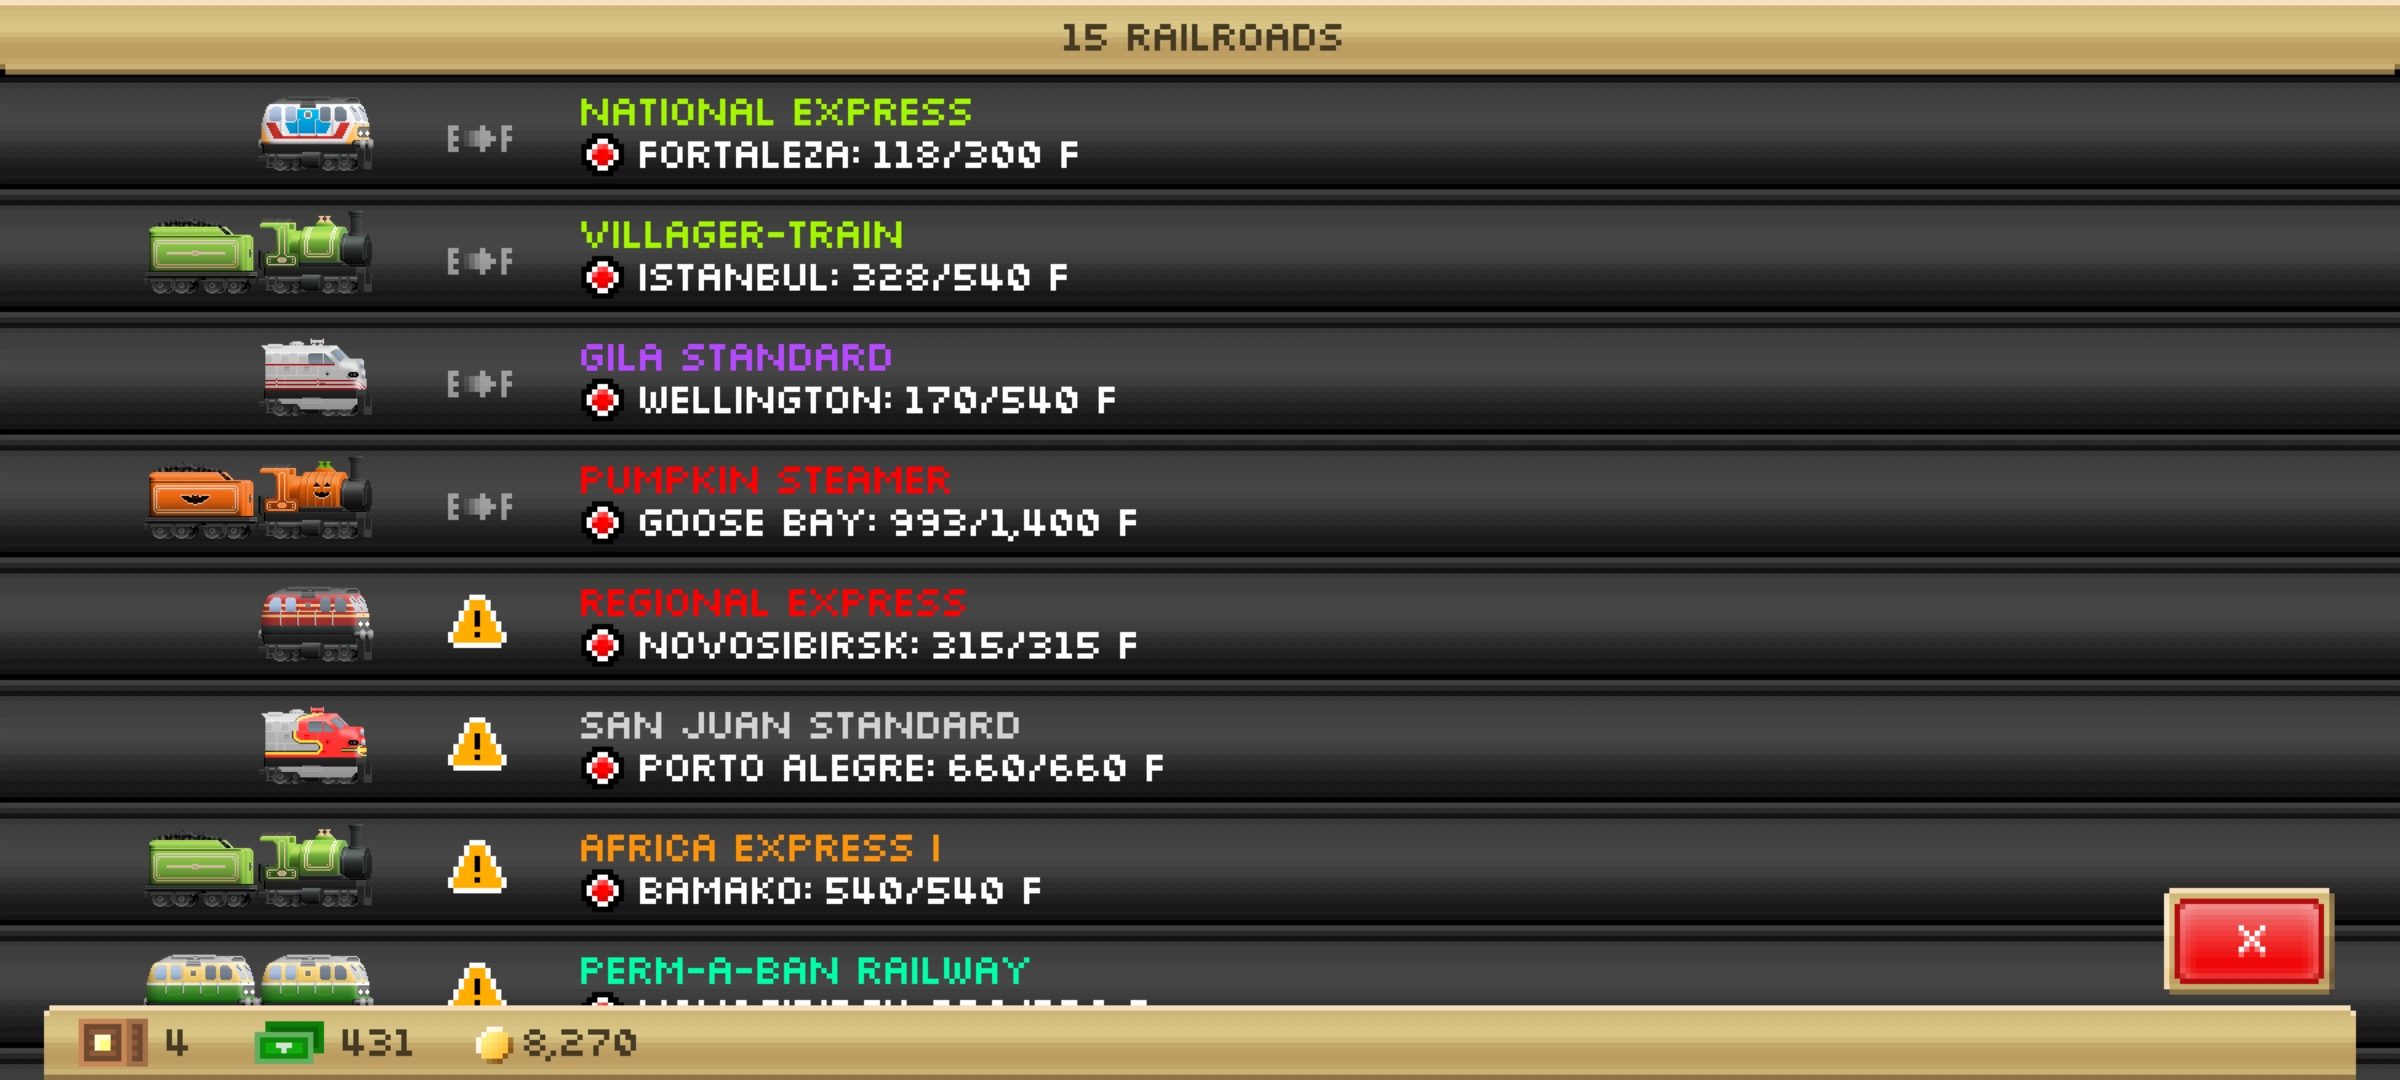 15 RAILROADS
NATIONAL EXPRESS
E F
FORTALEZA: 118/300 F
VILLAGER-TRAIN
E F
ISTANBUL: 328/540 F
GILA STANDARD
E F
WELLINGTON: 170/540 F
PUMPKIN STEAMER
E F
GOOSE BAY: 993/1,400 F
REGIONAL EXPRESS
NOVOSIBIRSK: 315/315 F
SAN JUAN STANDARD
PORTO ALEGRE: 660/660 F
AFRICA EXPRESS I
BAMAKO: 540/540 F
PERM-A-BAN RAILWAY
4 431 8,270